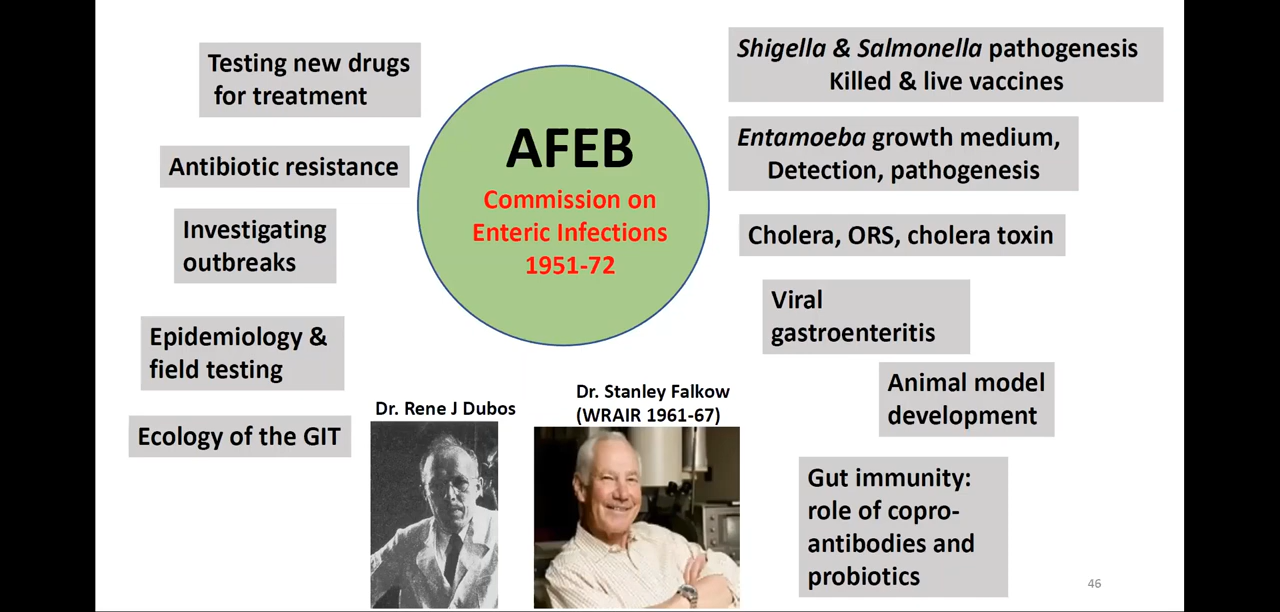 Testing new drugs
for treatment
Antibiotic resistance
Investigating
outbreaks
Epidemiology &
field testing
Ecology of the GIT
AFEB
Commission on
Enteric Infections
1951-72
Dr. Rene J Dubos
Dr. Stanley Falkow
(WRAIR 1961-67)
Shigella & Salmonella pathogenesis
Killed & live vaccines
Entamoeba growth medium,
Detection, pathogenesis
Cholera, ORS, cholera toxin
Viral
gastroenteritis
Animal model
development
Gut immunity:
role of copro-
antibodies and
probiotics
46